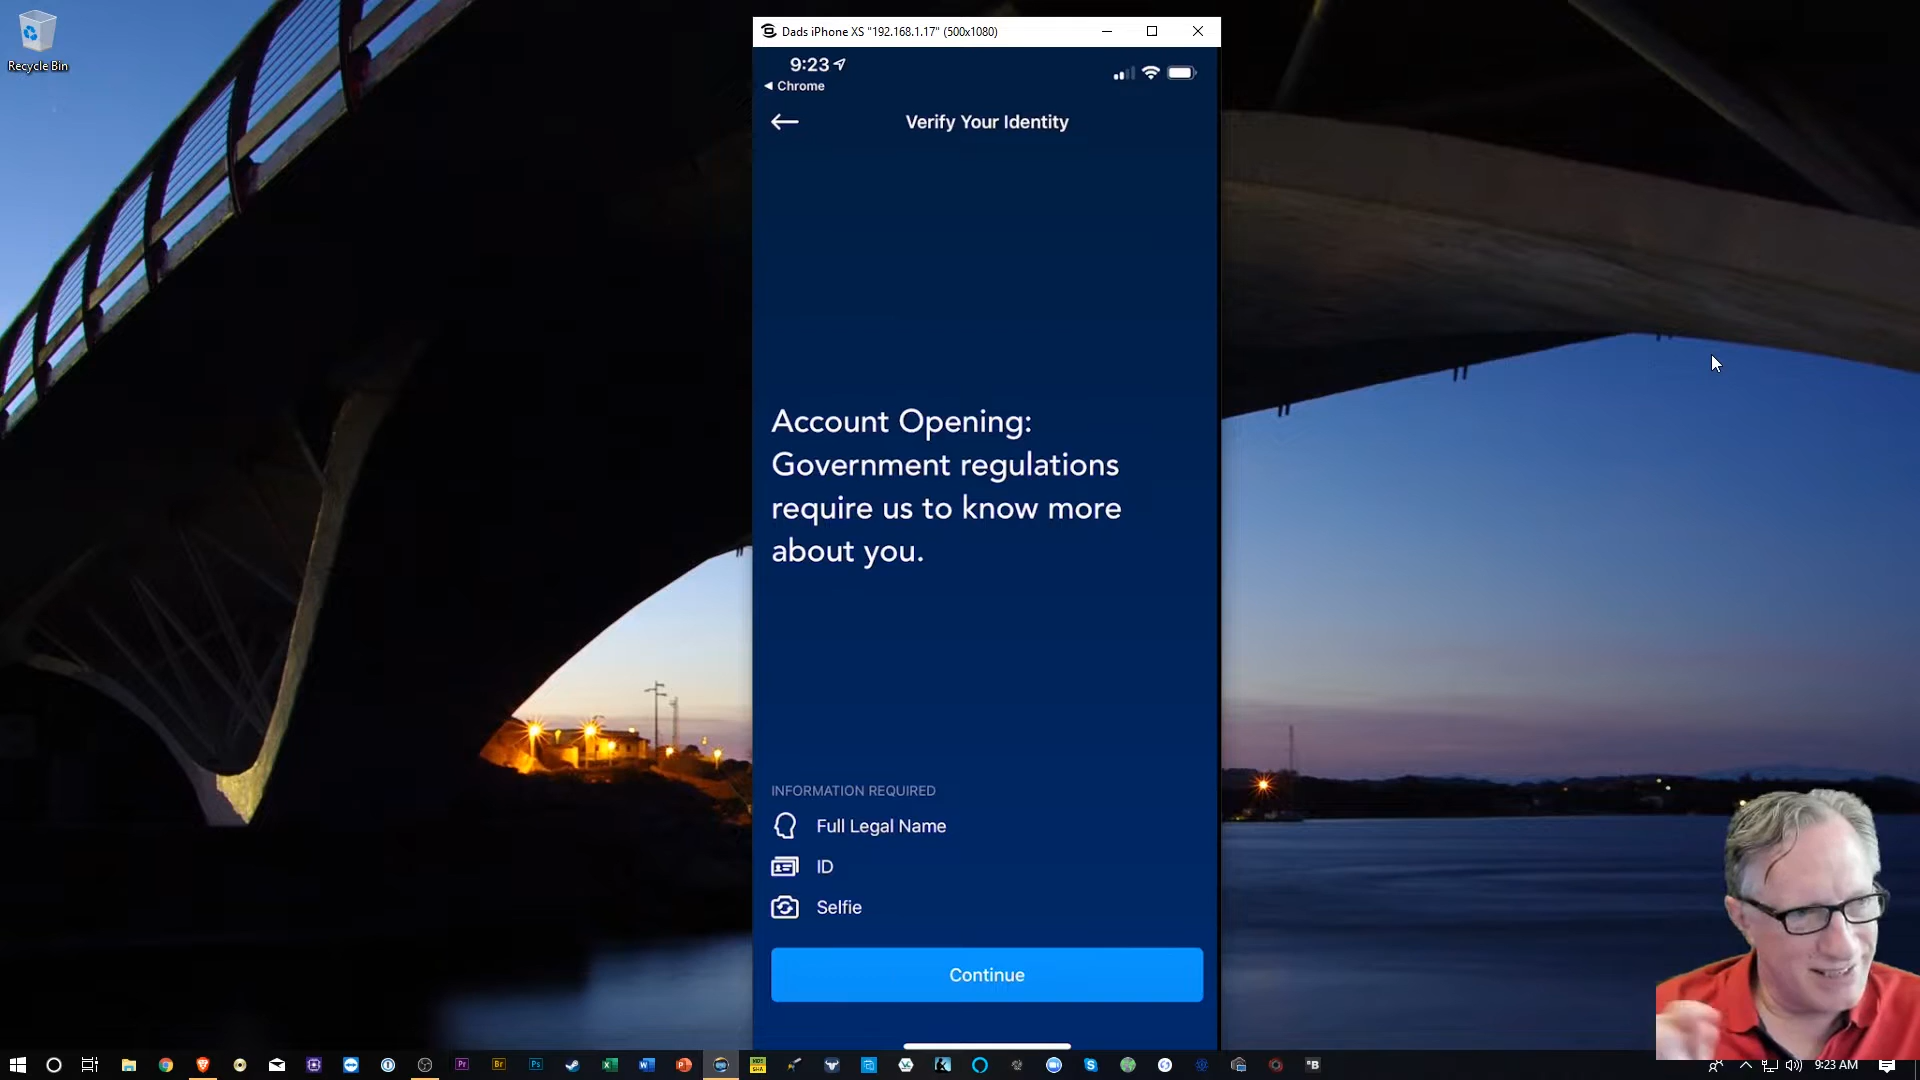 Recycle Bin
Dads iPhone XS "192.168.1.17" (500x1080)
9:23
Chrome
Verify Your Identity
Account Opening:
Government regulations
require us to know more
about you.
INFORMATION REQUIRED
Full Legal Name
ID
Selfie
Continue
9:23 AM